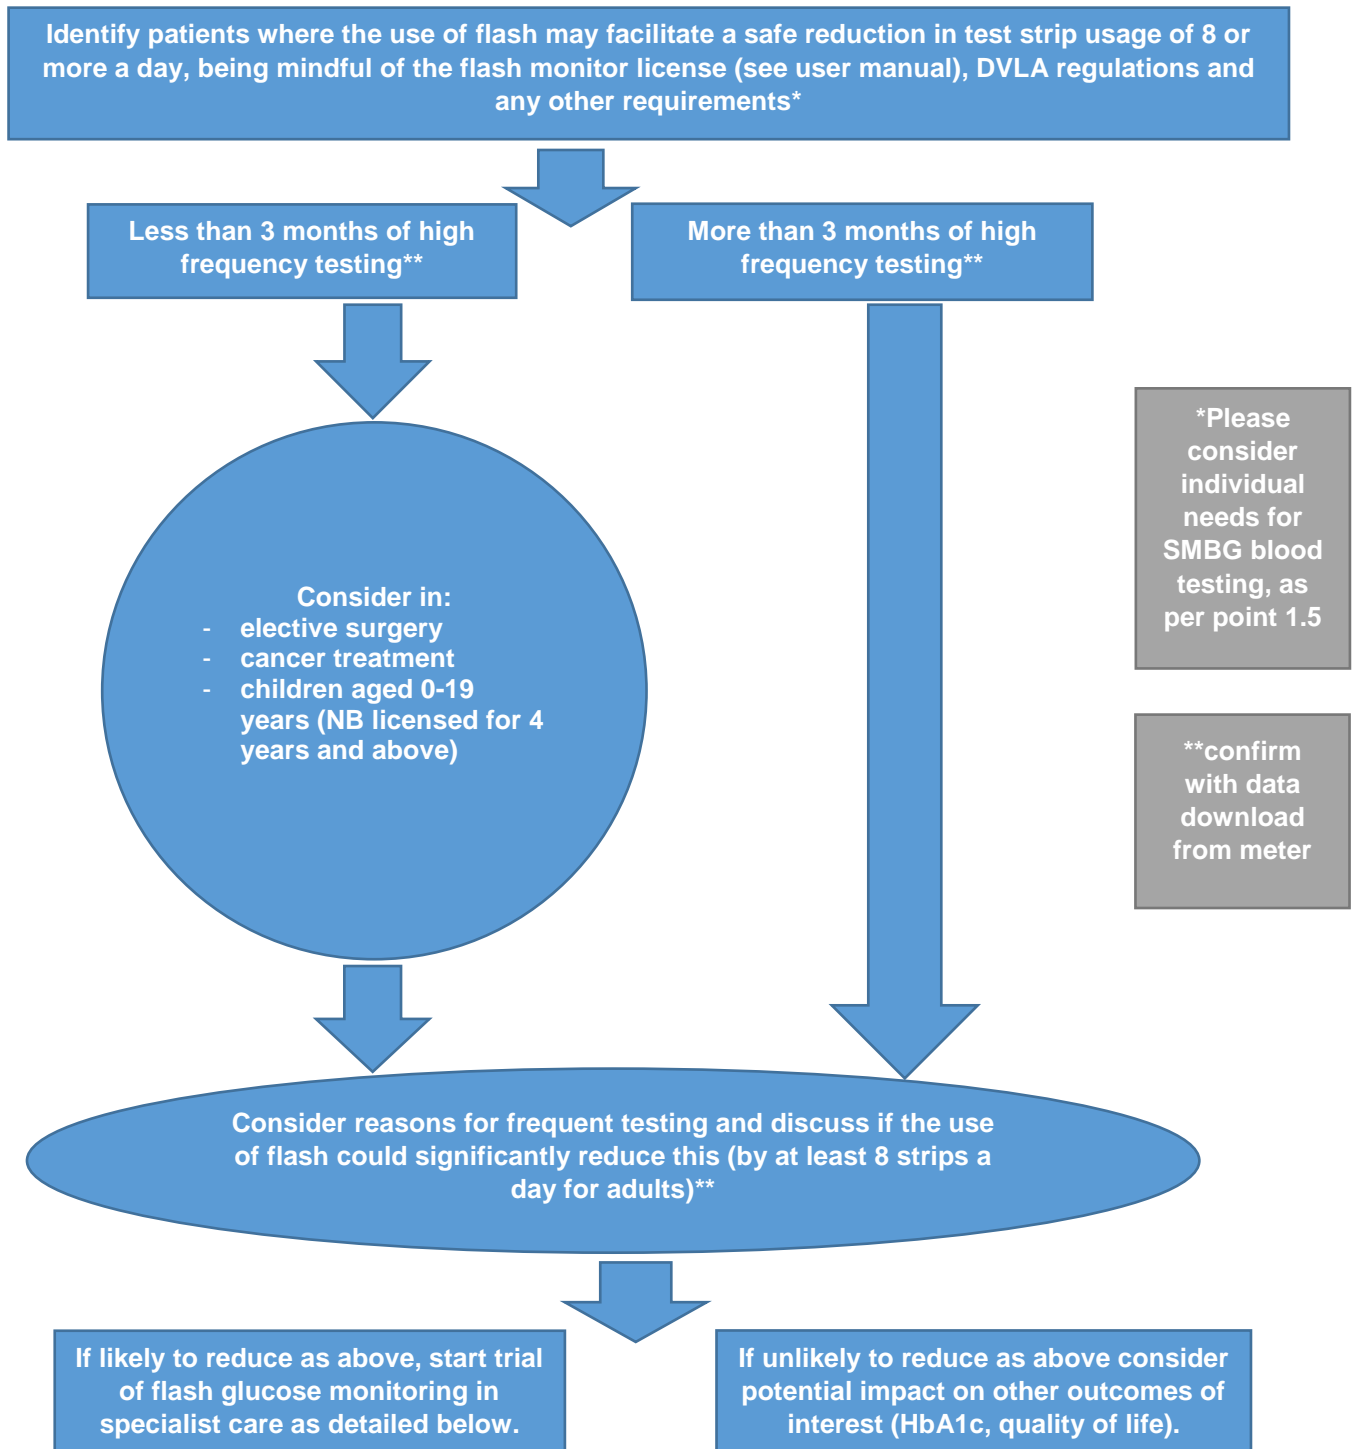 Identify patients where the use of flash may facilitate a safe reduction in test strip usage of 8 or
more a day, being mindful of the flash monitor license (see user manual), DVLA regulations and
any other requirements*
Less than 3 months of high
frequency testing**
More than 3 months of high
frequency testing**
*Please
consider
individual
needs for
SMBG blood
testing, as
per point 1.5
Consider in:
- elective surgery
- cancer treatment
- children aged 0-19
years (NB licensed for 4
years and above)
**confirm
with data
download
from meter
Consider reasons for frequent testing and discuss if the use
of flash could significantly reduce this (by at least 8 strips a
day for adults)**
If likely to reduce as above, start trial
of flash glucose monitoring in
specialist care as detailed below.
If unlikely to reduce as above consider
potential impact on other outcomes of
interest (HbA1c, quality of life).